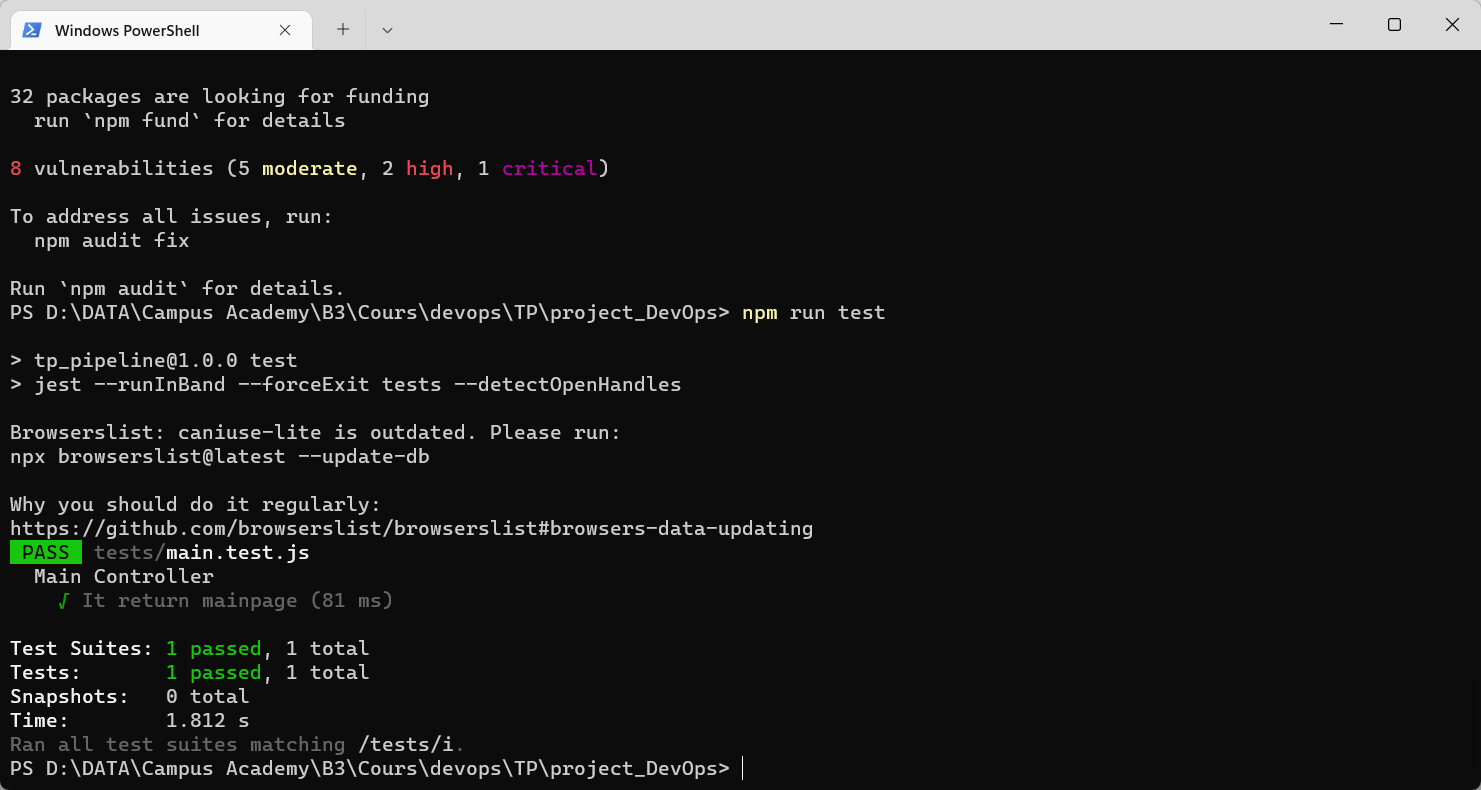 Windows PowerShell
32 packages are looking for funding
run `npm fund` for details
8 vulnerabilities (5 moderate, 2 high, 1 critical)
To address all issues, run:
npm audit fix
Run `npm audit` for details.
PS D:\DATA\Campus Academy\B3\Cours\devops\TP\project_DevOps> npm run test
> tp_pipeline@1.0.0 test
> jest --runInBand --forceExit tests --detectOpenHandles
Browserslist: caniuse-lite is outdated. Please run:
npx browserslist@latest --update-db
Why you should do it regularly:
https://github.com/browserslist/browserslist#browsers-data-updating
PASS tests/main.test.js
Main Controller
√ It return mainpage (81 ms)
Test Suites: 1 passed, 1 total
Tests: 1 passed, 1 total
Snapshots: 0 total
Time: 1.812 s
Ran all test suites matching /tests/i.
PS D:\DATA\Campus Academy\B3\Cours\devops\TP\project_DevOps>